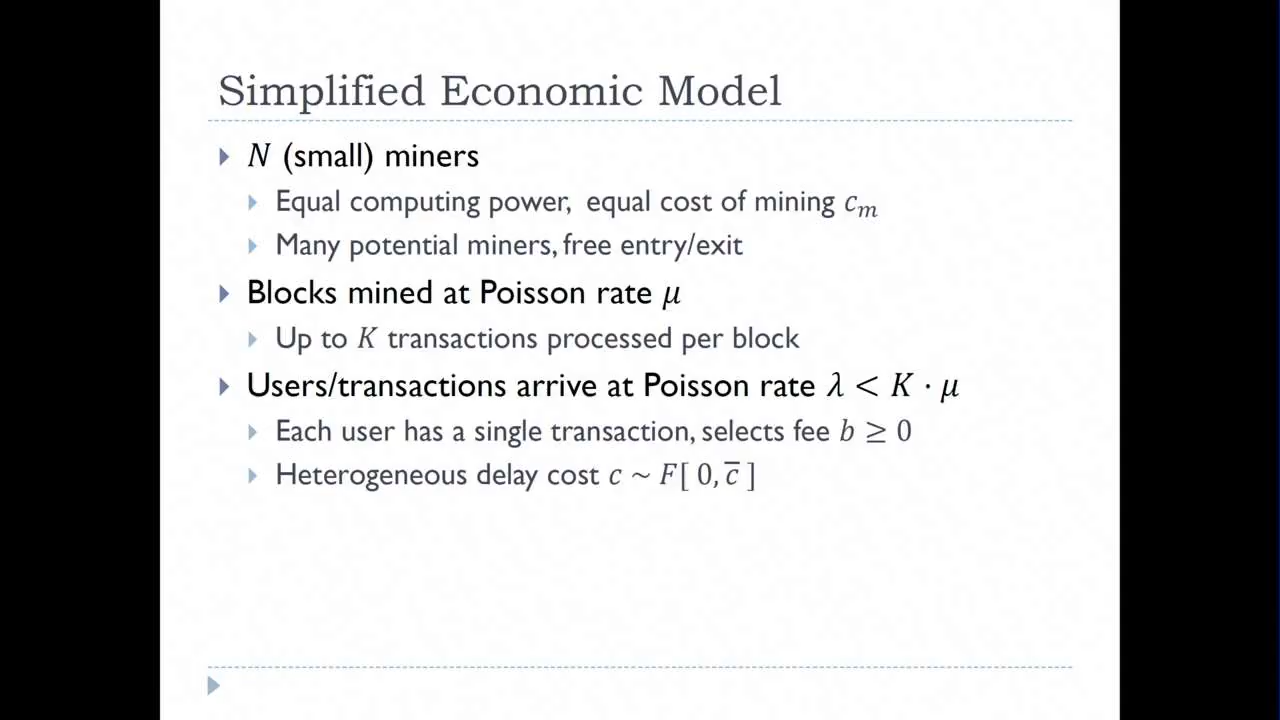 Simplified Economic Model
N (small) miners
Equal computing power, equal cost of mining cₘ
Many potential miners, free entry/exit
Blocks mined at Poisson rate μ
Up to K transactions processed per block
Users/transactions arrive at Poisson rate λ < K · μ
Each user has a single transaction, selects fee b ≥ 0
Heterogeneous delay cost c ~ F[ 0, c̅ ]